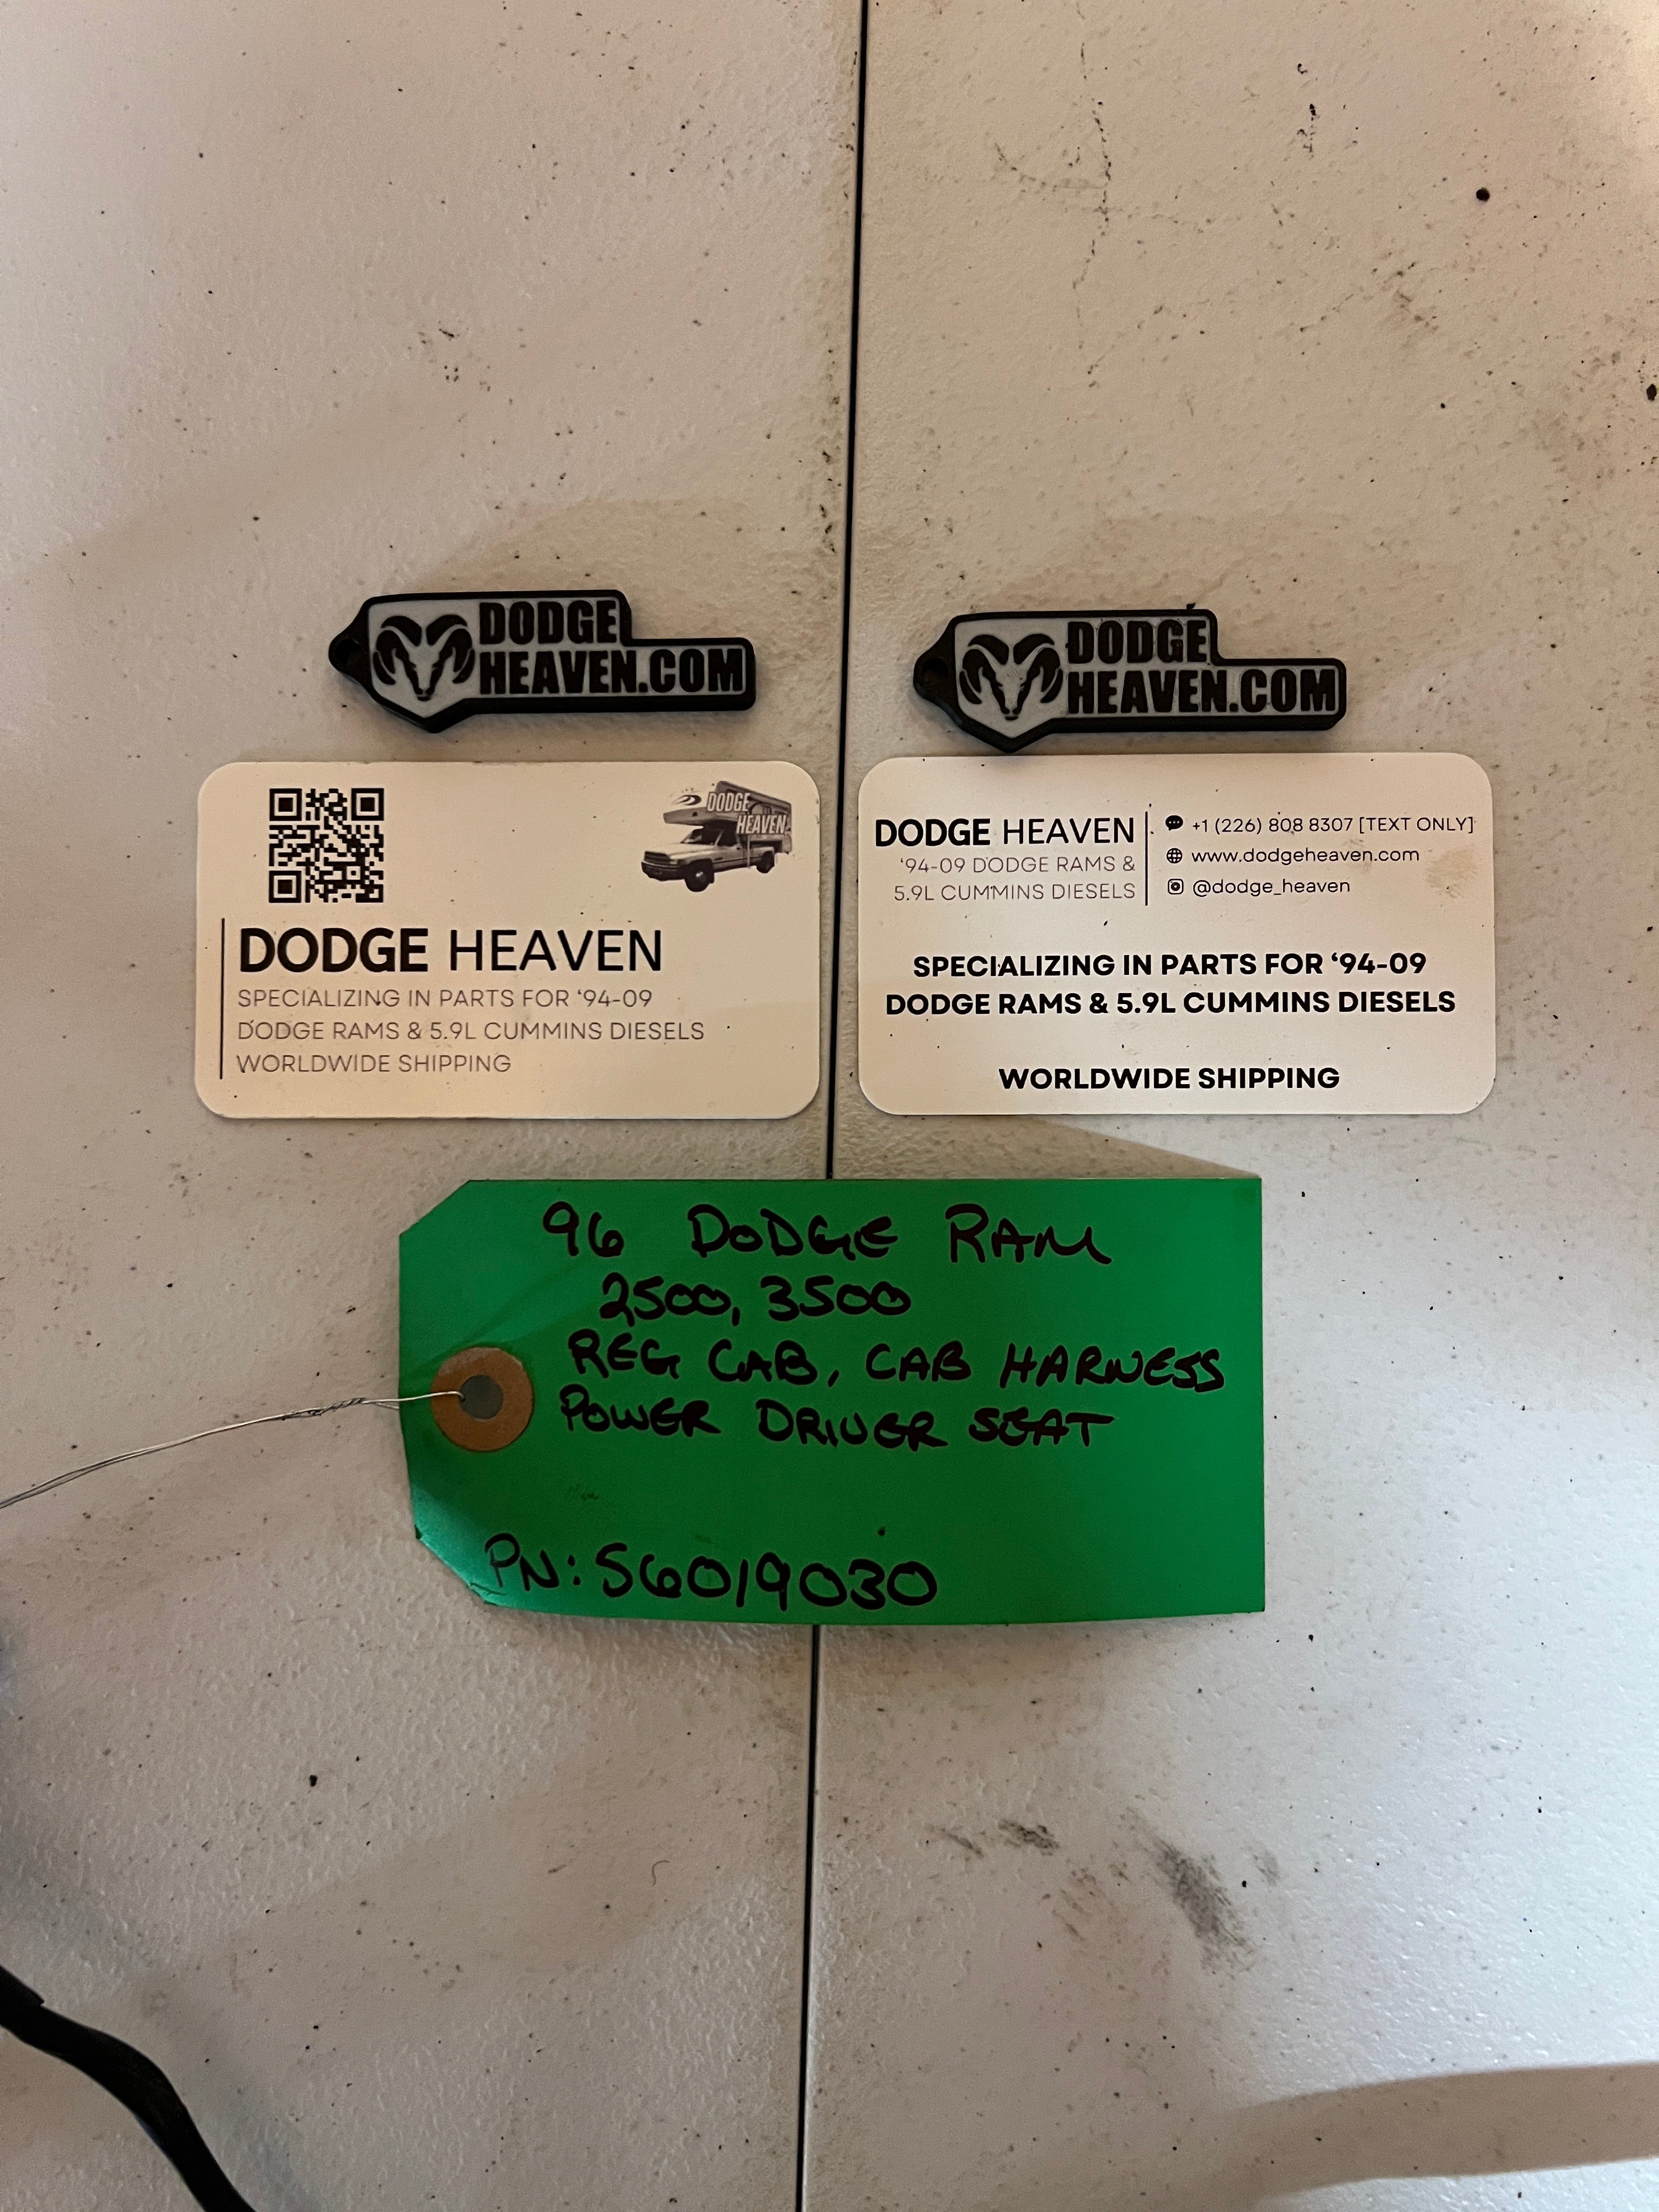 DODGE
HEAVEN.COM
DODGE
HEAVEN.COM
DODGE
HEAVEN
DODGE HEAVEN
SPECIALIZING IN PARTS FOR ‘94-09
DODGE RAMS & 5.9L CUMMINS DIESELS
WORLDWIDE SHIPPING
DODGE HEAVEN
‘94-09 DODGE RAMS &
5.9L CUMMINS DIESELS
+1 (226) 808 8307 [TEXT ONLY]
www.dodgeheaven.com
@dodge_heaven
SPECIALIZING IN PARTS FOR ‘94-09
DODGE RAMS & 5.9L CUMMINS DIESELS
WORLDWIDE SHIPPING
96 DODGE RAM
2500, 3500
REG CAB, CAB HARNESS
POWER DRIVER SEAT
PN: 56019030